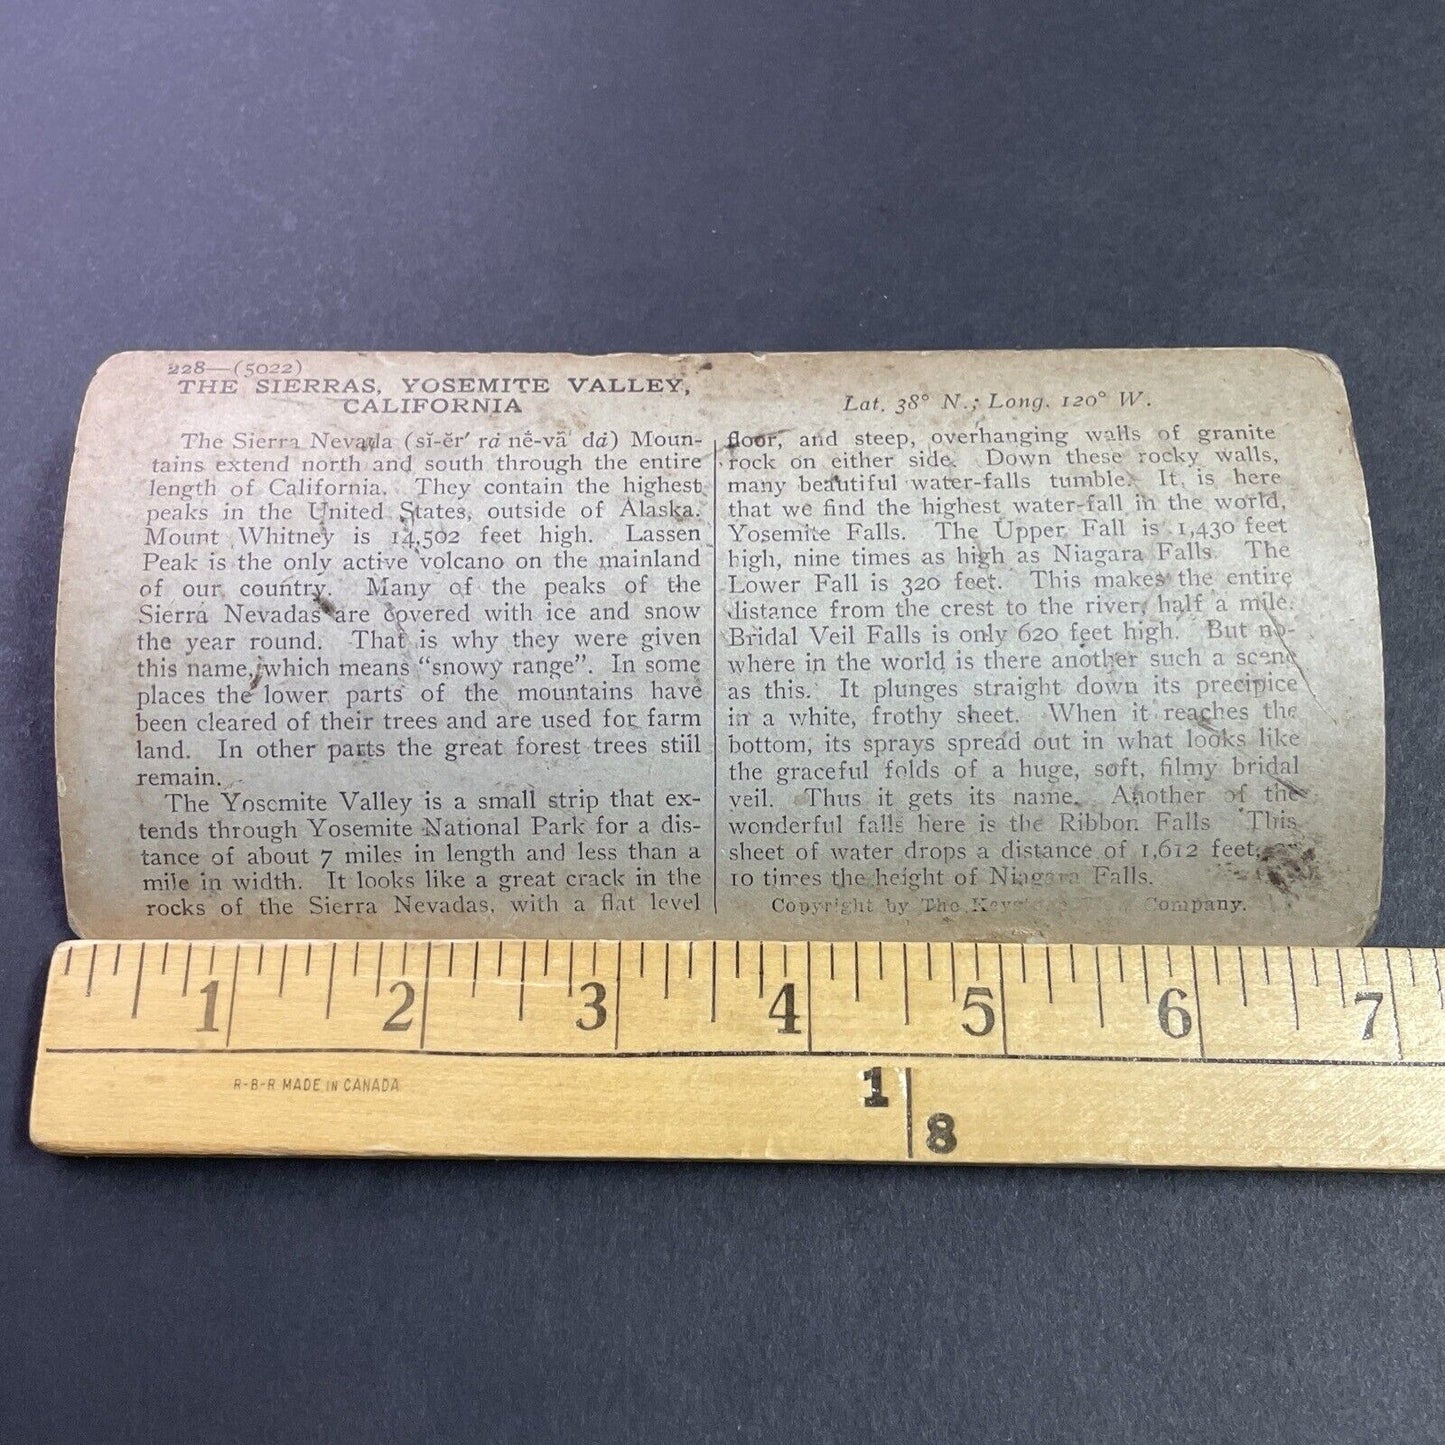 228—(5022)
THE SIERRAS, YOSEMITE VALLEY,
CALIFORNIA
The Sierra Nevada (sĭ-ĕr′ rȧ nĕ-vä′ dȧ) Moun-
tains extend north and south through the entire
length of California. They contain the highest
peaks in the United States, outside of Alaska.
Mount Whitney is 14,502 feet high. Lassen
Peak is the only active volcano on the mainland
of our country. Many of the peaks of the
Sierra Nevadas are covered with ice and snow
the year round. That is why they were given
this name, which means “snowy range”. In some
places the lower parts of the mountains have
been cleared of their trees and are used for farm
land. In other parts the great forest trees still
remain.
The Yosemite Valley is a small strip that ex-
tends through Yosemite National Park for a dis-
tance of about 7 miles in length and less than a
mile in width. It looks like a great crack in the
rocks of the Sierra Nevadas, with a flat level
Lat. 38° N.; Long. 120° W.
floor, and steep, overhanging walls of granite
rock on either side. Down these rocky walls,
many beautiful water-falls tumble. It is here
that we find the highest water-fall in the world,
Yosemite Falls. The Upper Fall is 1,430 feet
high, nine times as high as Niagara Falls. The
Lower Fall is 320 feet. This makes the entire
distance from the crest to the river, half a mile.
Bridal Veil Falls is only 620 feet high. But no-
where in the world is there another such a scene
as this. It plunges straight down its precipice
in a white, frothy sheet. When it reaches the
bottom, its sprays spread out in what looks like
the graceful folds of a huge, soft, filmy bridal
veil. Thus it gets its name. Another of the
wonderful falls here is the Ribbon Falls. This
sheet of water drops a distance of 1,612 feet,
10 times the height of Niagara Falls.
Copyright by The Company.
1 2 3 4 5 6 7
R-B-R MADE IN CANADA
1
8